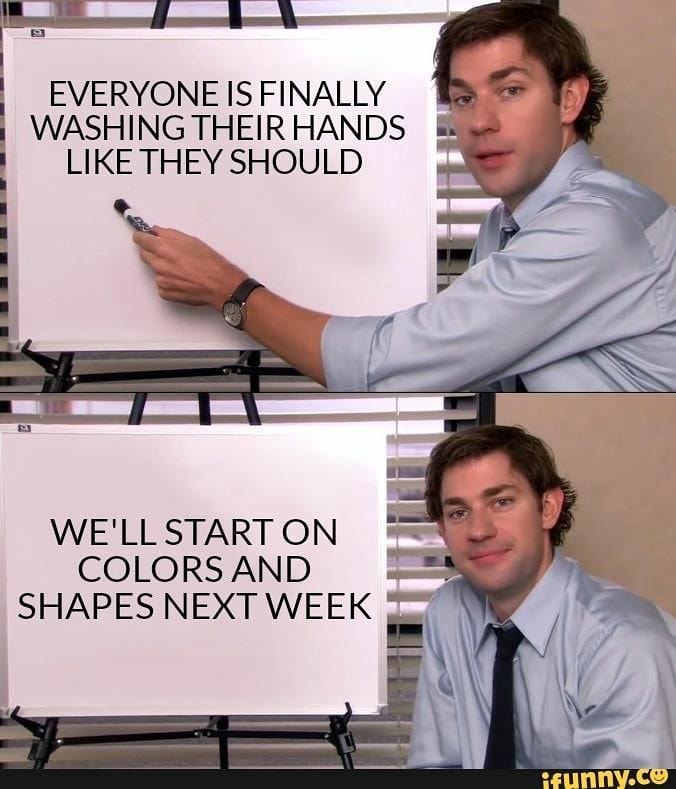 EVERYONE IS FINALLY
WASHING THEIR HANDS
LIKE THEY SHOULD
WE'LL START ON
COLORS AND
SHAPES NEXT WEEK
ifunny.co